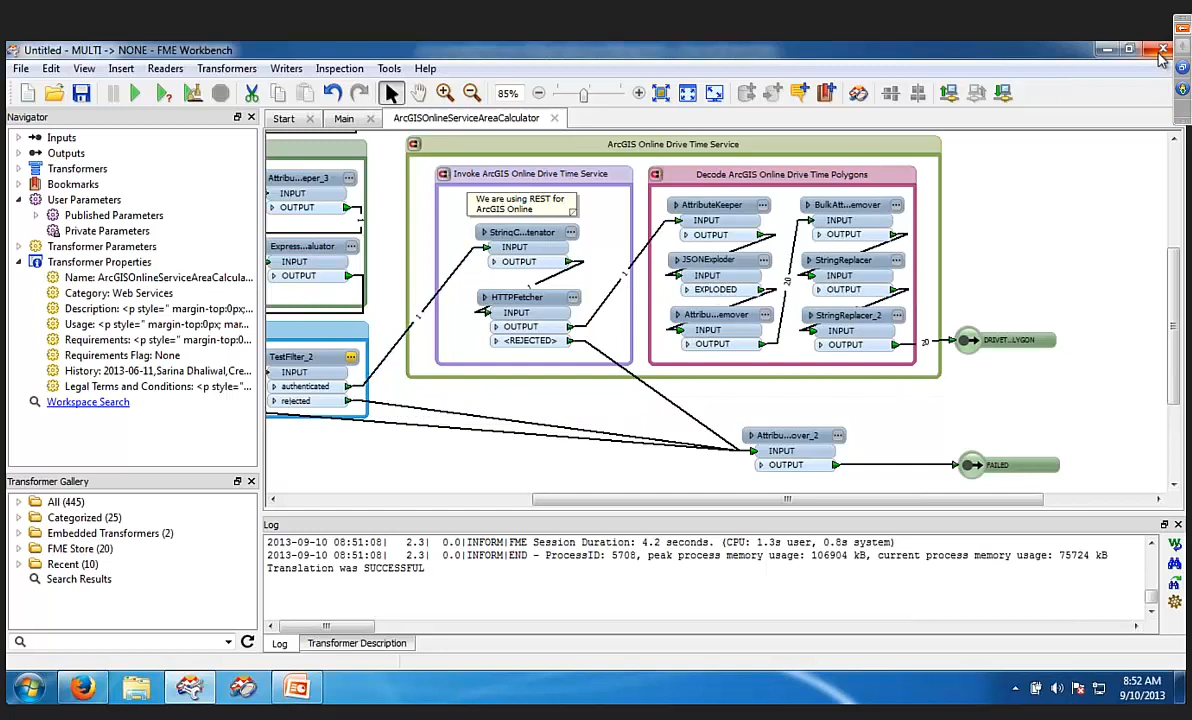 Untitled - MULTI -> NONE - FME Workbench
File Edit View Insert Readers Transformers Writers Inspection Tools Help
85%
Navigator
Start Main ArcGISOnlineServiceAreaCalculator
Inputs
Outputs
Transformers
Bookmarks
User Parameters
Published Parameters
Private Parameters
Transformer Parameters
Transformer Properties
Name: ArcGISOnlineServiceAreaCalcula...
Category: Web Services
Description: <p style=" margin-top:0px;...
Usage: <p style=" margin-top:0px; mar...
Requirements: <p style=" margin-top:0...
Requirements Flag: None
History: 2013-06-11,Sarina Dhaliwal,Cre...
Legal Terms and Conditions: <p style="...
Workspace Search
Transformer Gallery
All (445)
Categorized (25)
Embedded Transformers (2)
FME Store (20)
Recent (10)
Search Results
Attribu...eper_3
INPUT
OUTPUT
Express...aluator
INPUT
OUTPUT
TestFilter_2
INPUT
authenticated
rejected
ArcGIS Online Drive Time Service
Invoke ArcGIS Online Drive Time Service
We are using REST for
ArcGIS Online
StringC...tenator
INPUT
OUTPUT
1
1
1
HTTPFetcher
INPUT
OUTPUT
<REJECTED>
Decode ArcGIS Online Drive Time Polygons
AttributeKeeper
INPUT
OUTPUT
JSONExploder
INPUT
EXPLODED
Attribu...emover
INPUT
OUTPUT
20
BulkAtt...emover
INPUT
OUTPUT
StringReplacer
INPUT
OUTPUT
StringReplacer_2
INPUT
OUTPUT
20
DRIVET...LYGON
Attribu...over_2
INPUT
OUTPUT
FAILED
Log
2013-09-10 08:51:08| 2.3| 0.0|INFORM|FME Session Duration: 4.2 seconds. (CPU: 1.3s user, 0.8s system)
2013-09-10 08:51:08| 2.3| 0.0|INFORM|END - ProcessID: 5708, peak process memory usage: 106904 kB, current process memory usage: 75724 kB
Translation was SUCCESSFUL
Log Transformer Description
8:52 AM
9/10/2013